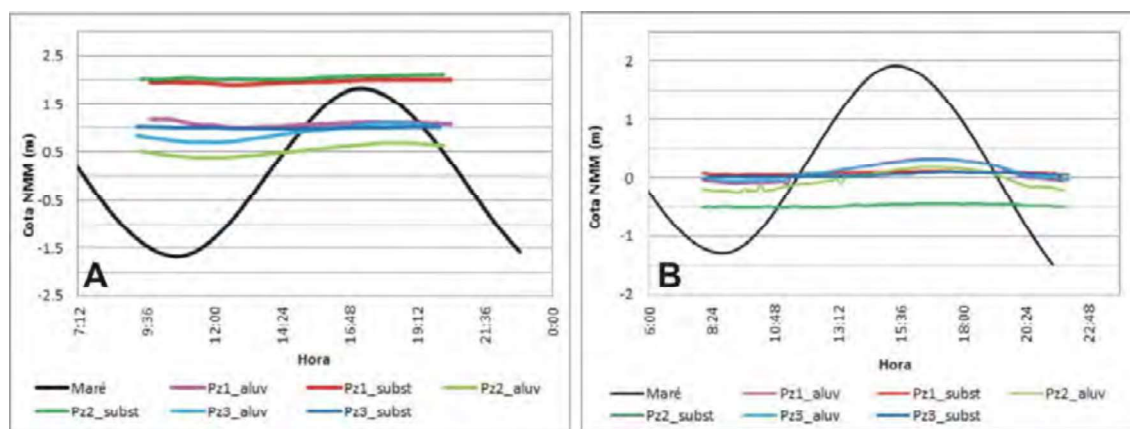 A
Cota NMM (m)
2.5
1.5
0.5
-0.5
-1.5
-2.5
7:12 9:36 12:00 14:24 16:48 19:12 21:36 0:00
Hora
Maré Pz1_aluv Pz1_subst Pz2_aluv
Pz2_subst Pz3_aluv Pz3_subst
B
Cota NMM (m)
2
1
0
-1
-2
6:00 8:24 10:48 13:12 15:36 18:00 20:24 22:48
Hora
Maré Pz1_aluv Pz1_subst Pz2_aluv
Pz2_subst Pz3_aluv Pz3_subst